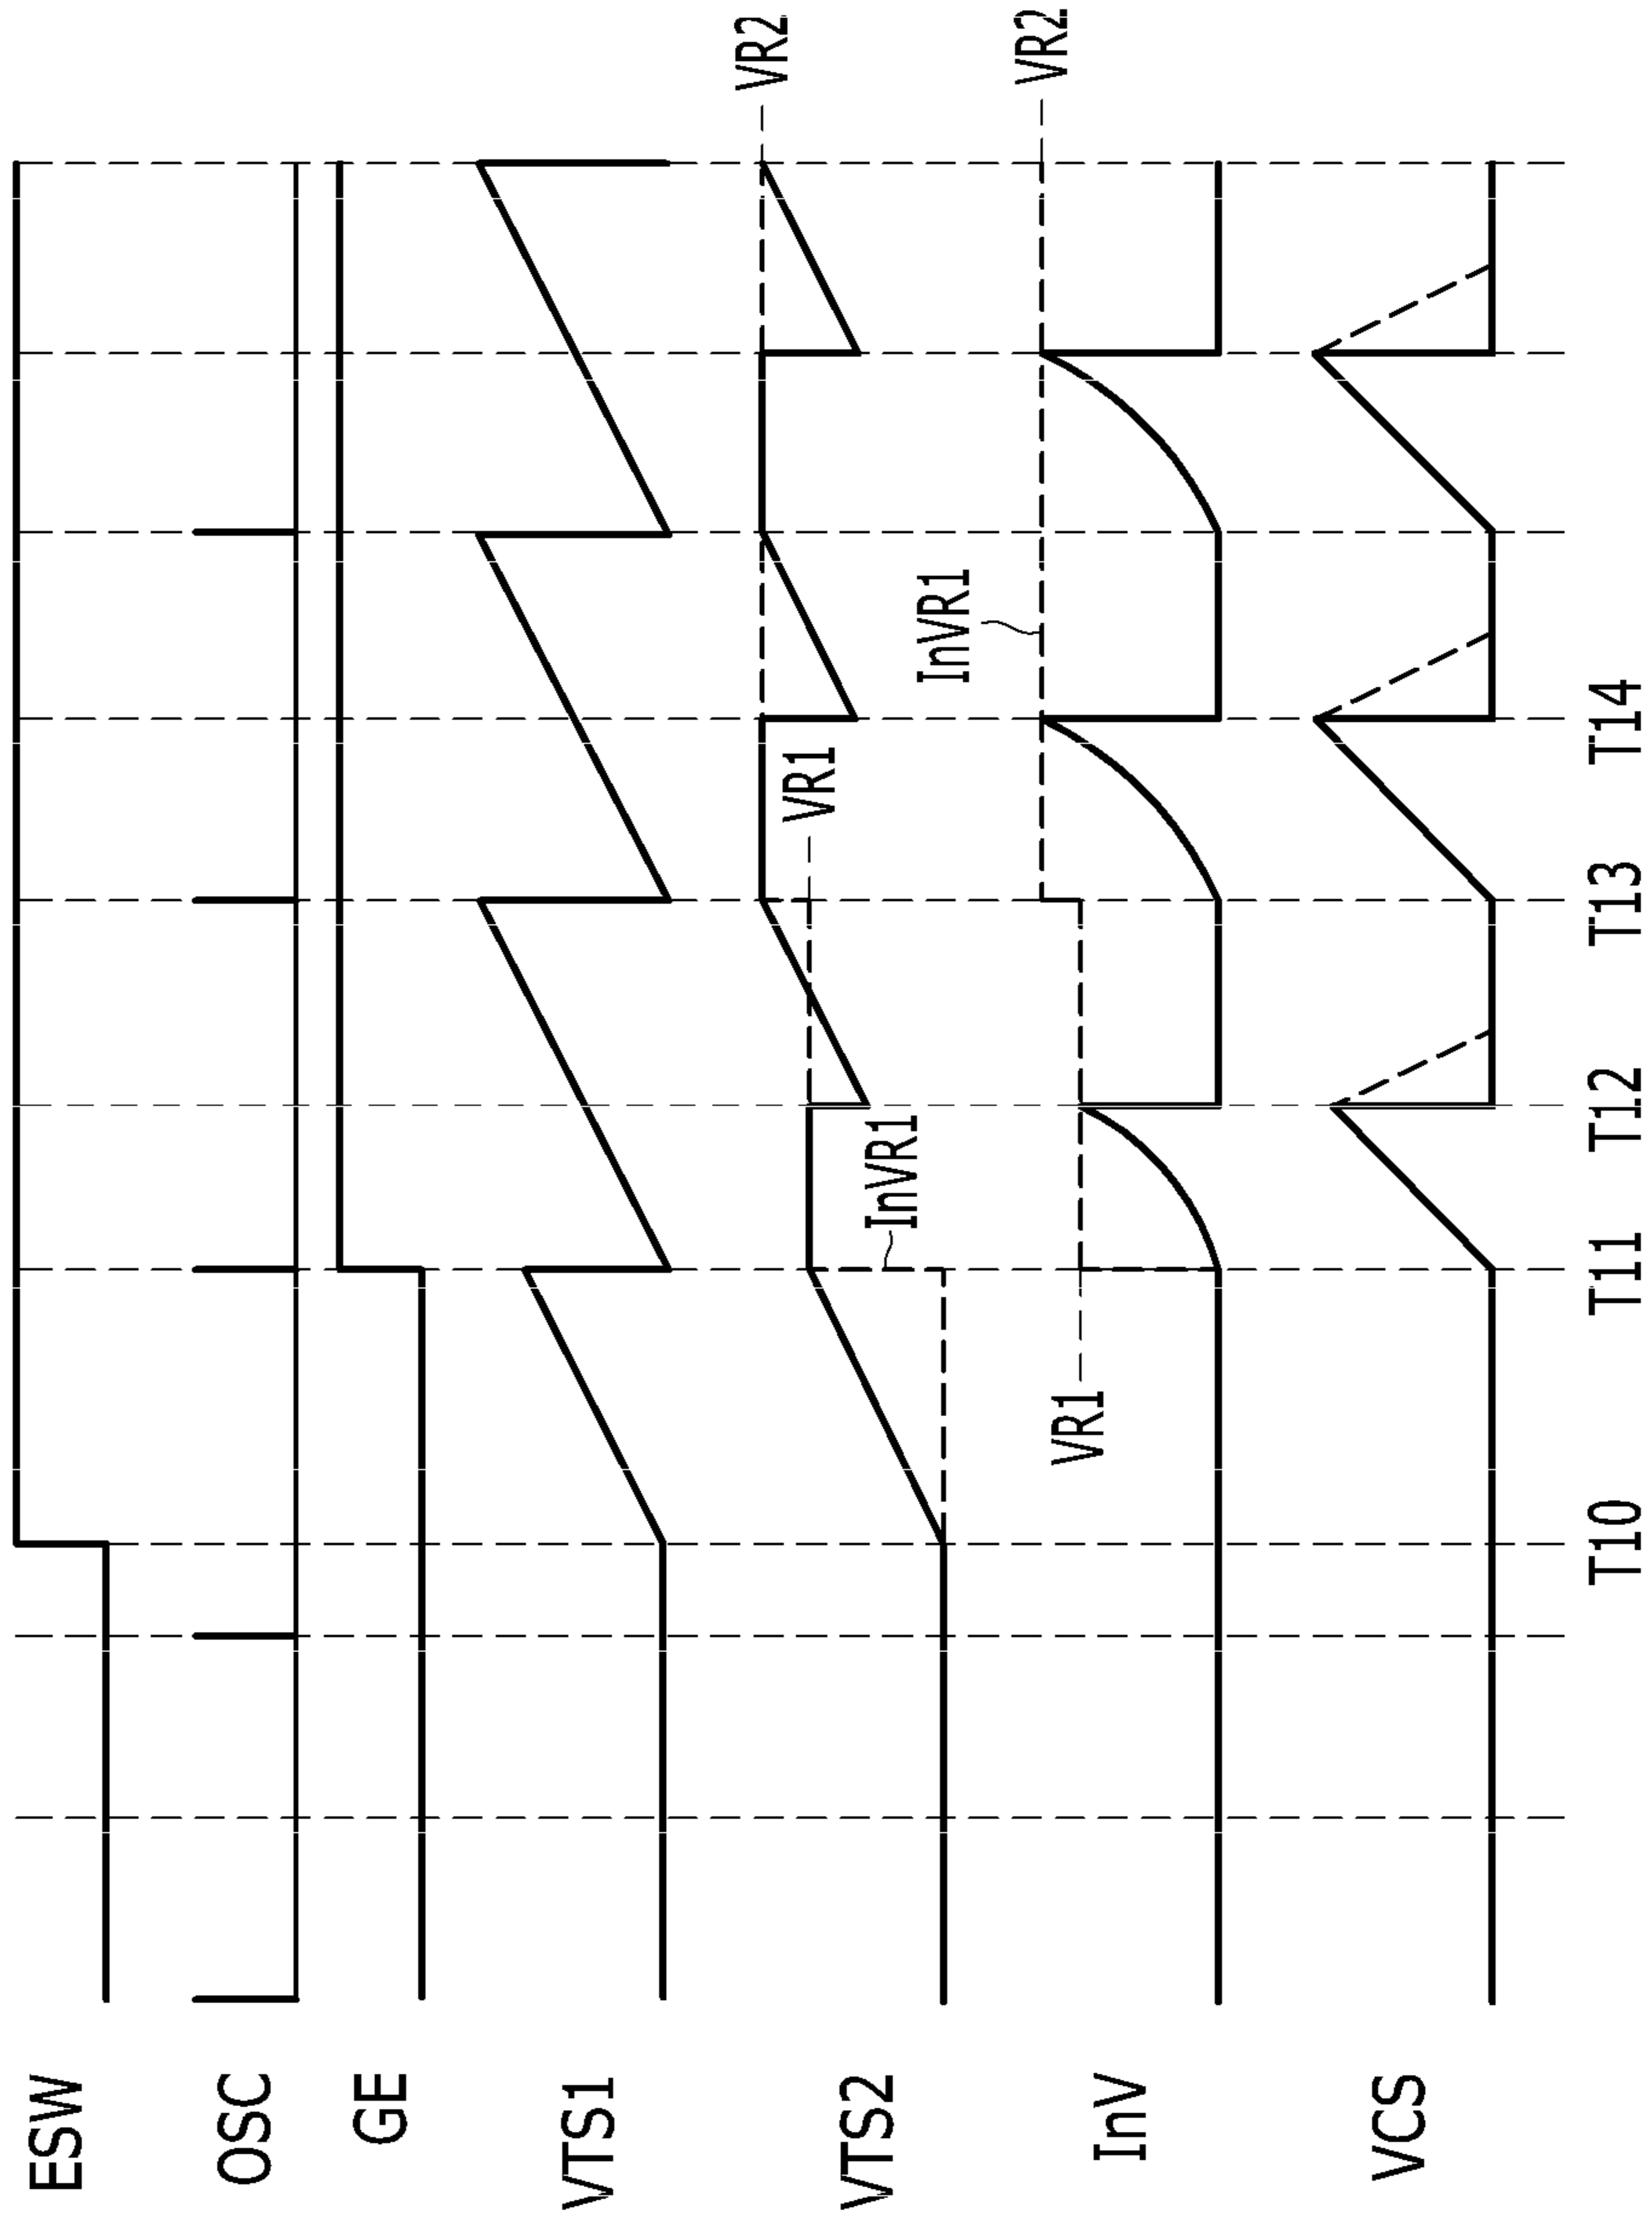 ESW
OSC
GE
VTS1
VR2
VR1
VTS2
InVR1
InV
VR2
InVR1
VR1
VCS
T10 T11 T12 T13 T14